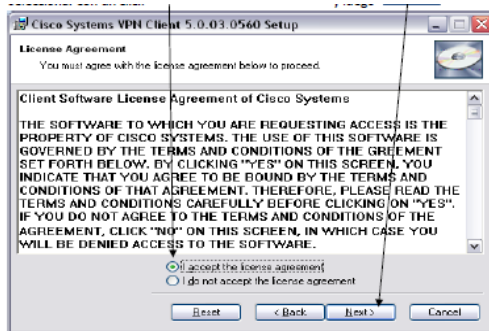 Cisco Systems VPN Client 5.0.03.0560 Setup
License Agreement
You must agree with the license agreement below to proceed.
Client Software License Agreement of Cisco Systems
THE SOFTWARE TO WHICH YOU ARE REQUESTING ACCESS IS THE
PROPERTY OF CISCO SYSTEMS. THE USE OF THIS SOFTWARE IS
GOVERNED BY THE TERMS AND CONDITIONS OF THE GREEMENT
SET FORTH BELOW. BY CLICKING "YES" ON THIS SCREEN, YOU
INDICATE THAT YOU AGREE TO BE BOUND BY THE TERMS AND
CONDITIONS OF THAT AGREEMENT. THEREFORE, PLEASE READ THE
TERMS AND CONDITIONS CAREFULLY BEFORE CLICKING ON "YES".
IF YOU DO NOT AGREE TO THE TERMS AND CONDITIONS OF THE
AGREEMENT, CLICK "NO" ON THIS SCREEN, IN WHICH CASE YOU
WILL BE DENIED ACCESS TO THE SOFTWARE.
I accept the license agreement
I do not accept the license agreement
Reset < Back Next > Cancel